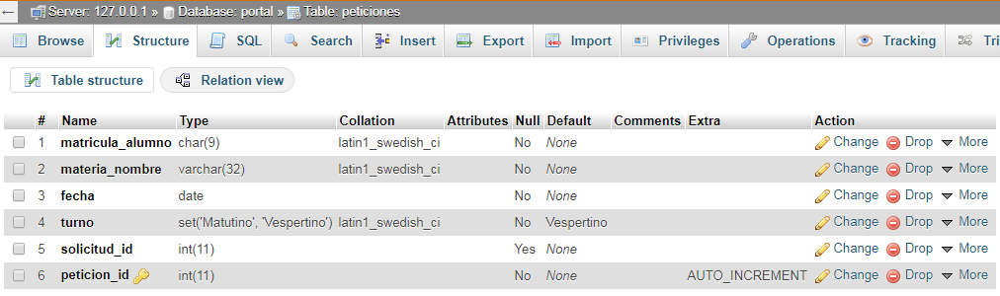 ← Server: 127.0.0.1 » Database: portal » Table: peticiones
Browse Structure SQL Search Insert Export Import Privileges Operations Tracking Tri
Table structure Relation view
# Name Type Collation Attributes Null Default Comments Extra Action
1 matricula_alumno char(9) latin1_swedish_ci No None Change Drop More
2 materia_nombre varchar(32) latin1_swedish_ci No None Change Drop More
3 fecha date No None Change Drop More
4 turno set('Matutino', 'Vespertino') latin1_swedish_ci No Vespertino Change Drop More
5 solicitud_id int(11) Yes None Change Drop More
6 peticion_id int(11) No None AUTO_INCREMENT Change Drop More